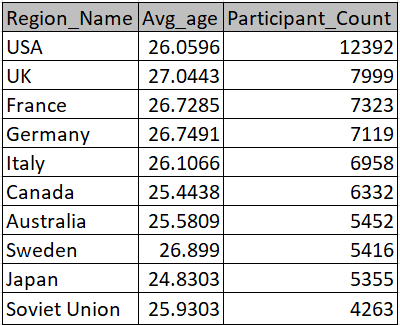 Region_Name Avg_age Participant_Count
USA 26.0596 12392
UK 27.0443 7999
France 26.7285 7323
Germany 26.7491 7119
Italy 26.1066 6958
Canada 25.4438 6332
Australia 25.5809 5452
Sweden 26.899 5416
Japan 24.8303 5355
Soviet Union 25.9303 4263